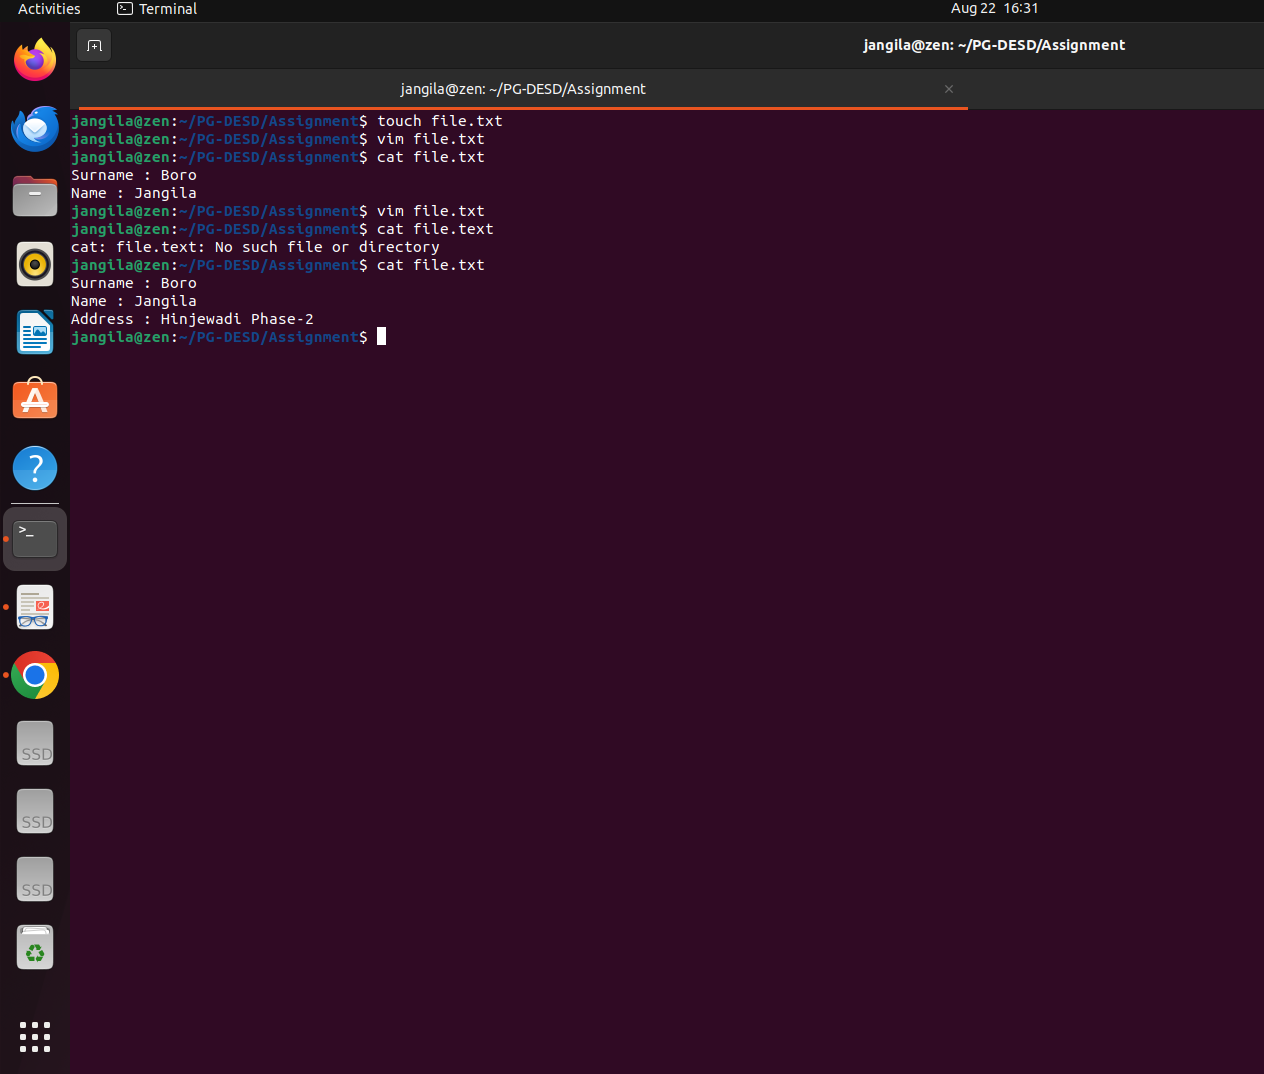 Activities
Terminal
Aug 22 16:31
jangila@zen: ~/PG-DESD/Assignment
jangila@zen: ~/PG-DESD/Assignment
jangila@zen:~/PG-DESD/Assignment$ touch file.txt
jangila@zen:~/PG-DESD/Assignment$ vim file.txt
jangila@zen:~/PG-DESD/Assignment$ cat file.txt
Surname : Boro
Name : Jangila
jangila@zen:~/PG-DESD/Assignment$ vim file.txt
jangila@zen:~/PG-DESD/Assignment$ cat file.text
cat: file.text: No such file or directory
jangila@zen:~/PG-DESD/Assignment$ cat file.txt
Surname : Boro
Name : Jangila
Address : Hinjewadi Phase-2
jangila@zen:~/PG-DESD/Assignment$
>_
SSD
SSD
SSD